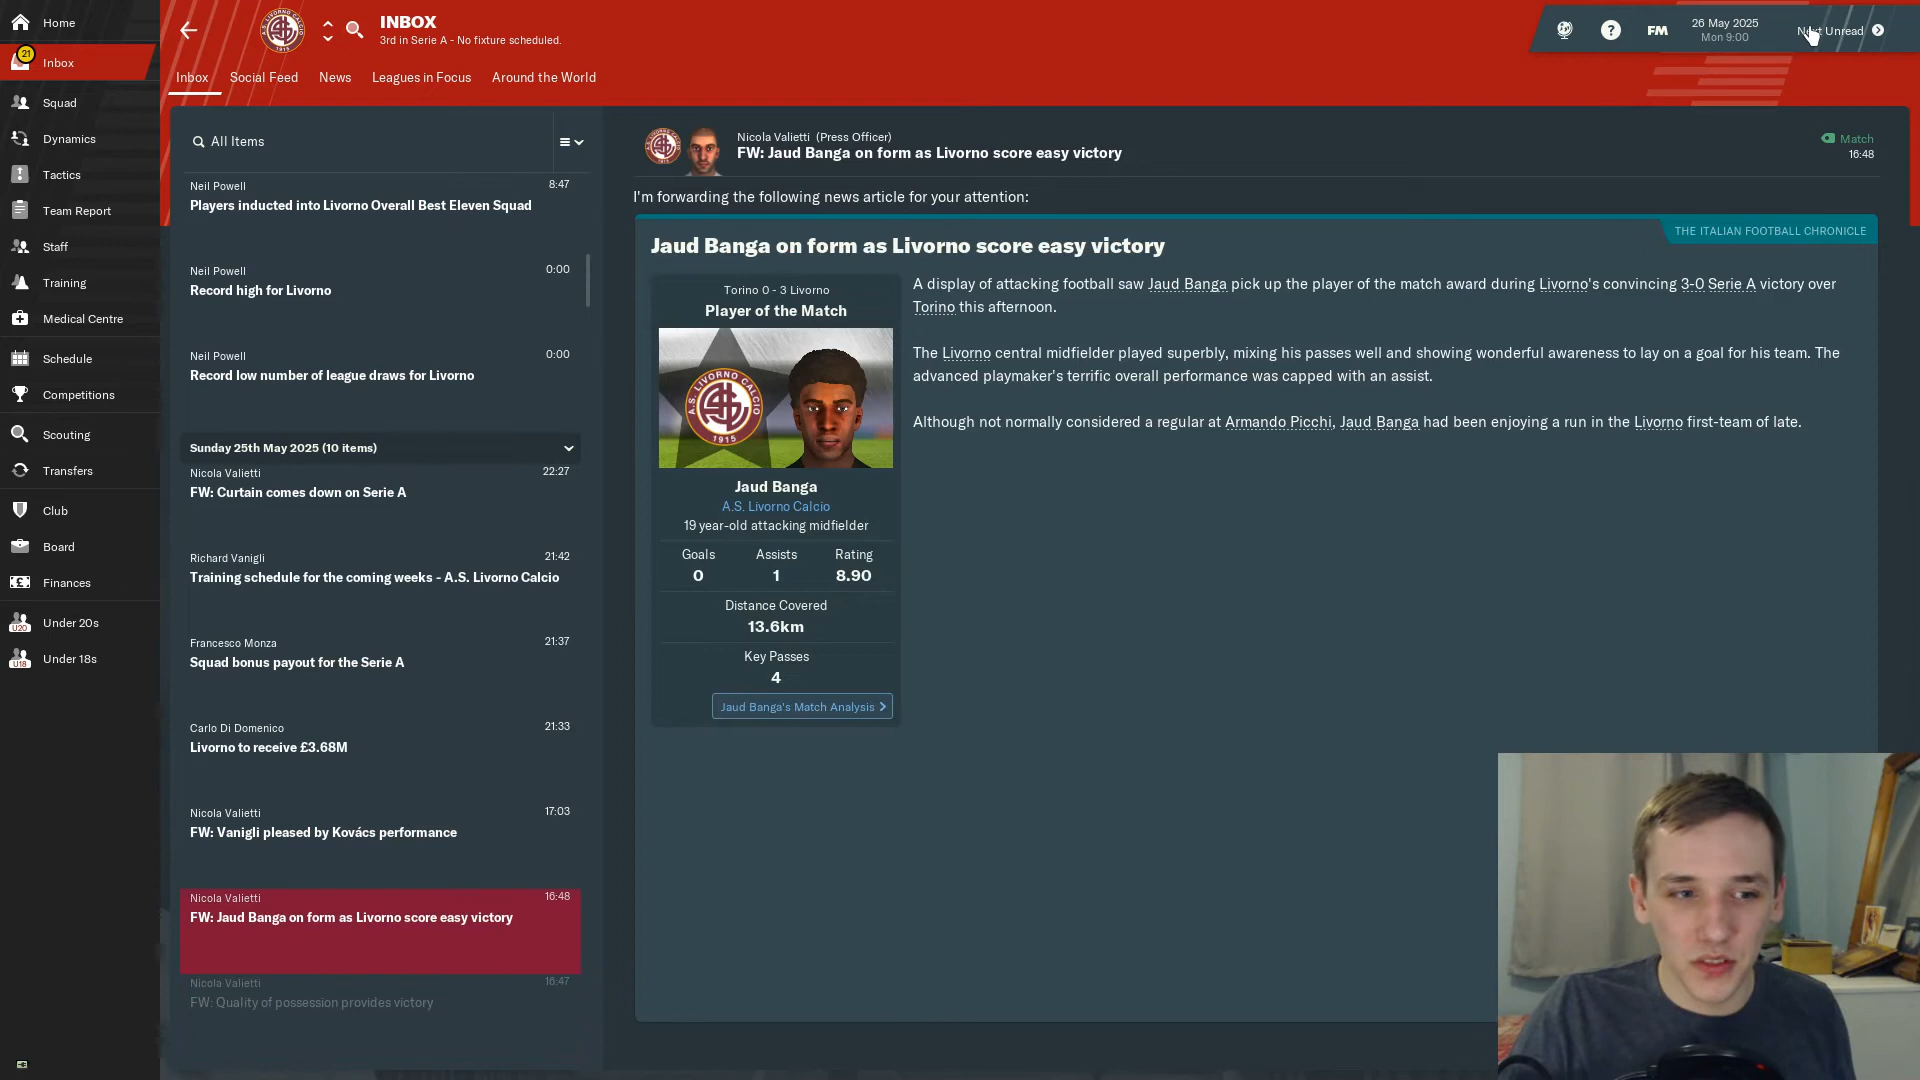 Home
21
Inbox
Squad
Dynamics
Tactics
Team Report
Staff
Training
Medical Centre
Schedule
Competitions
Scouting
Transfers
Club
Board
Finances
U20
Under 20s
U18
Under 18s
INBOX
3rd in Serie A - No fixture scheduled.
26 May 2025
Mon 9:00
FM
Next Unread
Inbox
Social Feed
News
Leagues in Focus
Around the World
All Items
Neil Powell 8:47
Players inducted into Livorno Overall Best Eleven Squad
Neil Powell 0:00
Record high for Livorno
Neil Powell 0:00
Record low number of league draws for Livorno
Sunday 25th May 2025 (10 items)
Nicola Valietti 22:27
FW: Curtain comes down on Serie A
Richard Vanigli 21:42
Training schedule for the coming weeks - A.S. Livorno Calcio
Francesco Monza 21:37
Squad bonus payout for the Serie A
Carlo Di Domenico 21:33
Livorno to receive £3.68M
Nicola Valietti 17:03
FW: Vanigli pleased by Kovács performance
Nicola Valietti 16:48
FW: Jaud Banga on form as Livorno score easy victory
Nicola Valietti 16:47
FW: Quality of possession provides victory
Nicola Valietti (Press Officer)
FW: Jaud Banga on form as Livorno score easy victory
Match
16:48
I'm forwarding the following news article for your attention:
THE ITALIAN FOOTBALL CHRONICLE
Jaud Banga on form as Livorno score easy victory
Torino 0 - 3 Livorno
Player of the Match
Jaud Banga
A.S. Livorno Calcio
19 year-old attacking midfielder
Goals Assists Rating
0 1 8.90
Distance Covered
13.6km
Key Passes
4
Jaud Banga's Match Analysis
A display of attacking football saw Jaud Banga pick up the player of the match award during Livorno's convincing 3-0 Serie A victory over
Torino this afternoon.
The Livorno central midfielder played superbly, mixing his passes well and showing wonderful awareness to lay on a goal for his team. The
advanced playmaker's terrific overall performance was capped with an assist.
Although not normally considered a regular at Armando Picchi, Jaud Banga had been enjoying a run in the Livorno first-team of late.